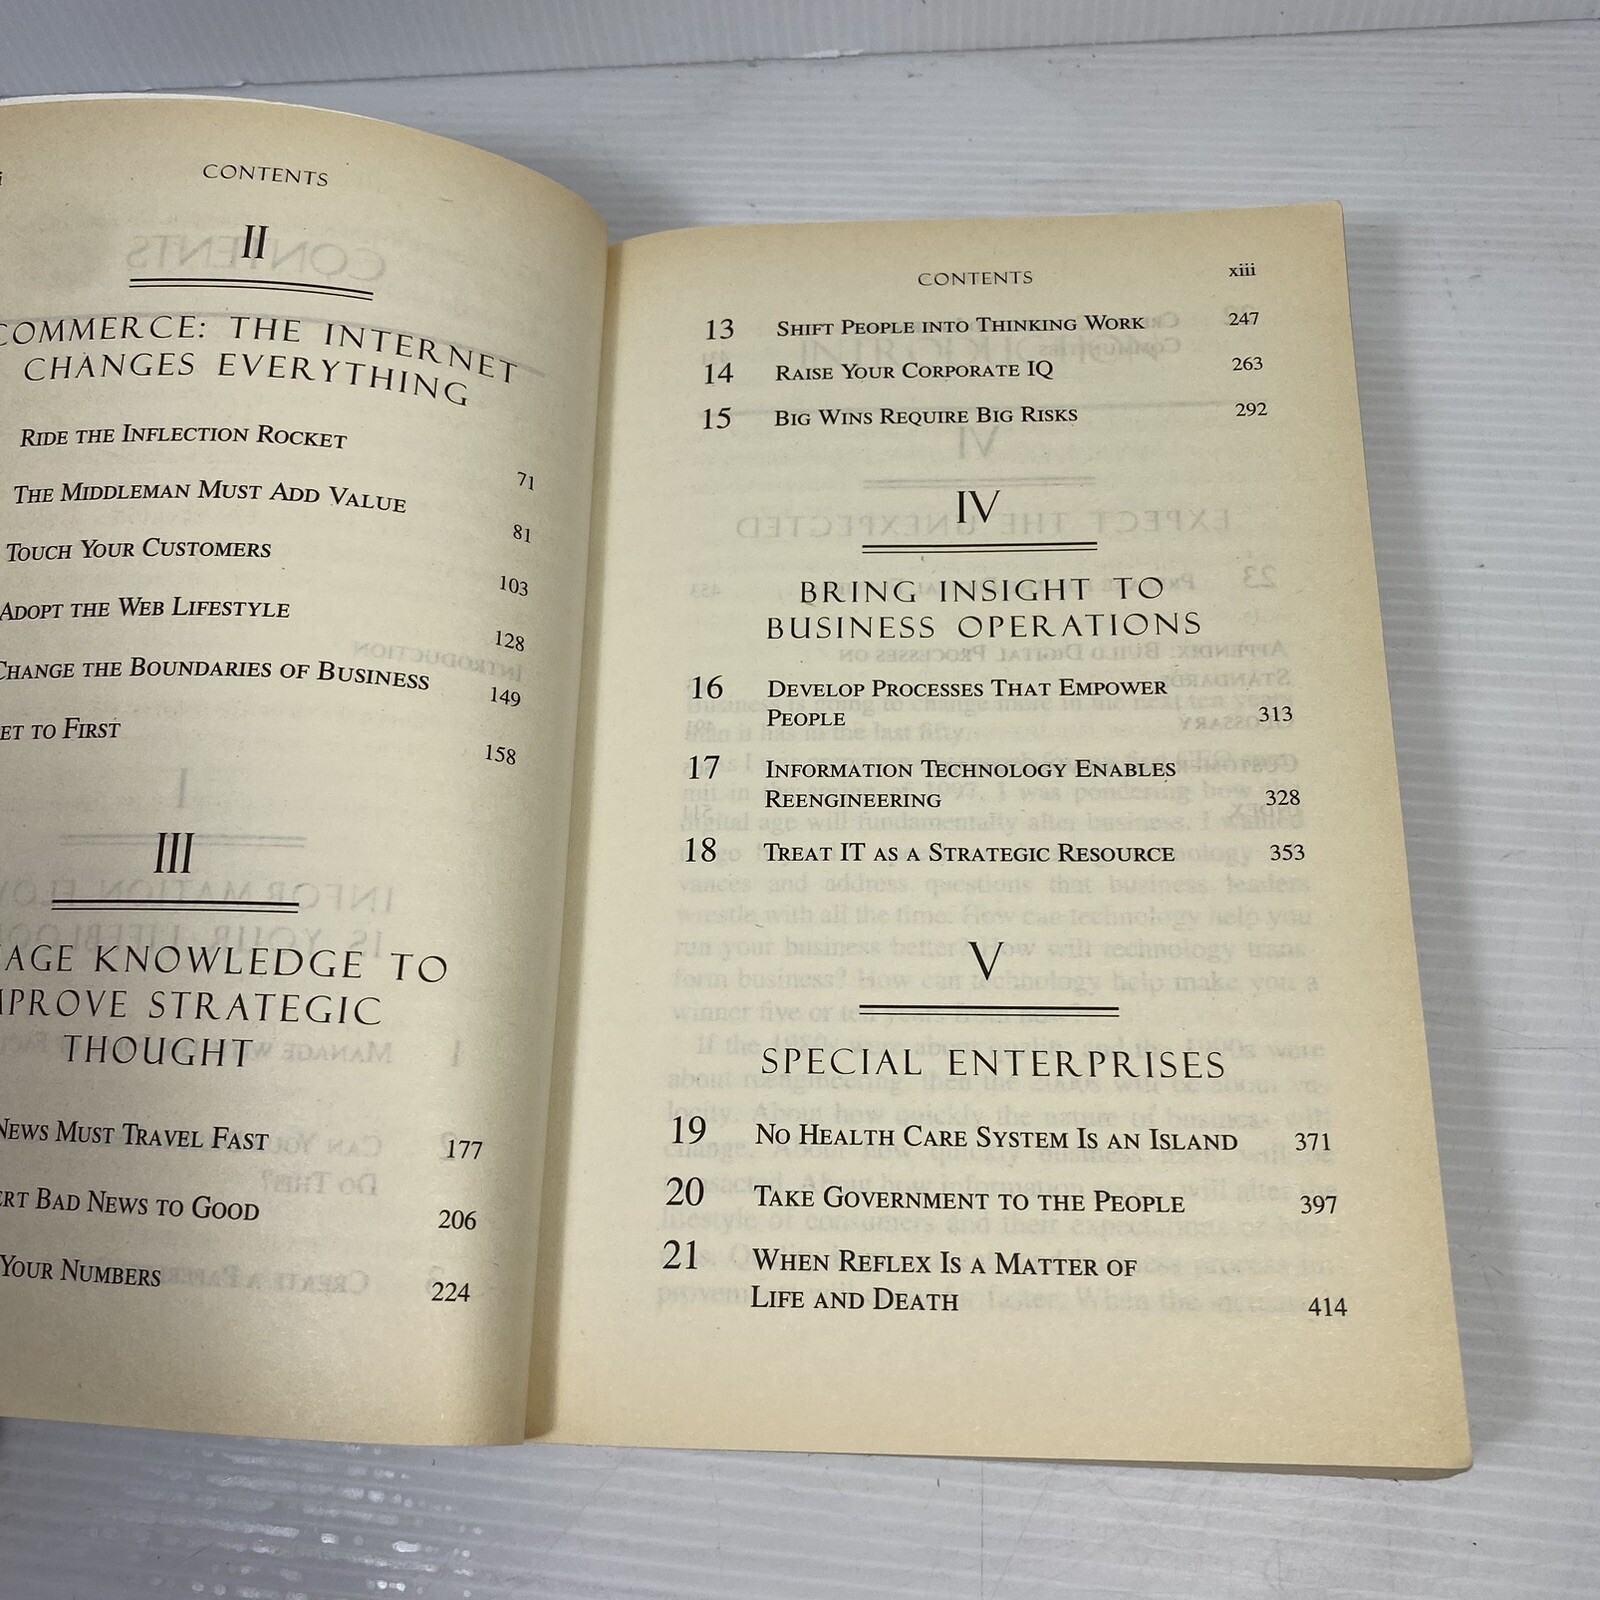 CONTENTS
II
COMMERCE: THE INTERNET
CHANGES EVERYTHING
RIDE THE INFLECTION ROCKET 71
THE MIDDLEMAN MUST ADD VALUE 81
TOUCH YOUR CUSTOMERS 103
ADOPT THE WEB LIFESTYLE 128
CHANGE THE BOUNDARIES OF BUSINESS 149
TO FIRST 158
III
KNOWLEDGE TO
STRATEGIC
THOUGHT
NEWS MUST TRAVEL FAST 177
BAD NEWS TO GOOD 206
YOUR NUMBERS 224
CONTENTS xiii
13 SHIFT PEOPLE INTO THINKING WORK 247
14 RAISE YOUR CORPORATE IQ 263
15 BIG WINS REQUIRE BIG RISKS 292
IV
BRING INSIGHT TO
BUSINESS OPERATIONS
16 DEVELOP PROCESSES THAT EMPOWER
PEOPLE 313
17 INFORMATION TECHNOLOGY ENABLES
REENGINEERING 328
18 TREAT IT AS A STRATEGIC RESOURCE 353
V
SPECIAL ENTERPRISES
19 NO HEALTH CARE SYSTEM IS AN ISLAND 371
20 TAKE GOVERNMENT TO THE PEOPLE 397
21 WHEN REFLEX IS A MATTER OF
LIFE AND DEATH 414